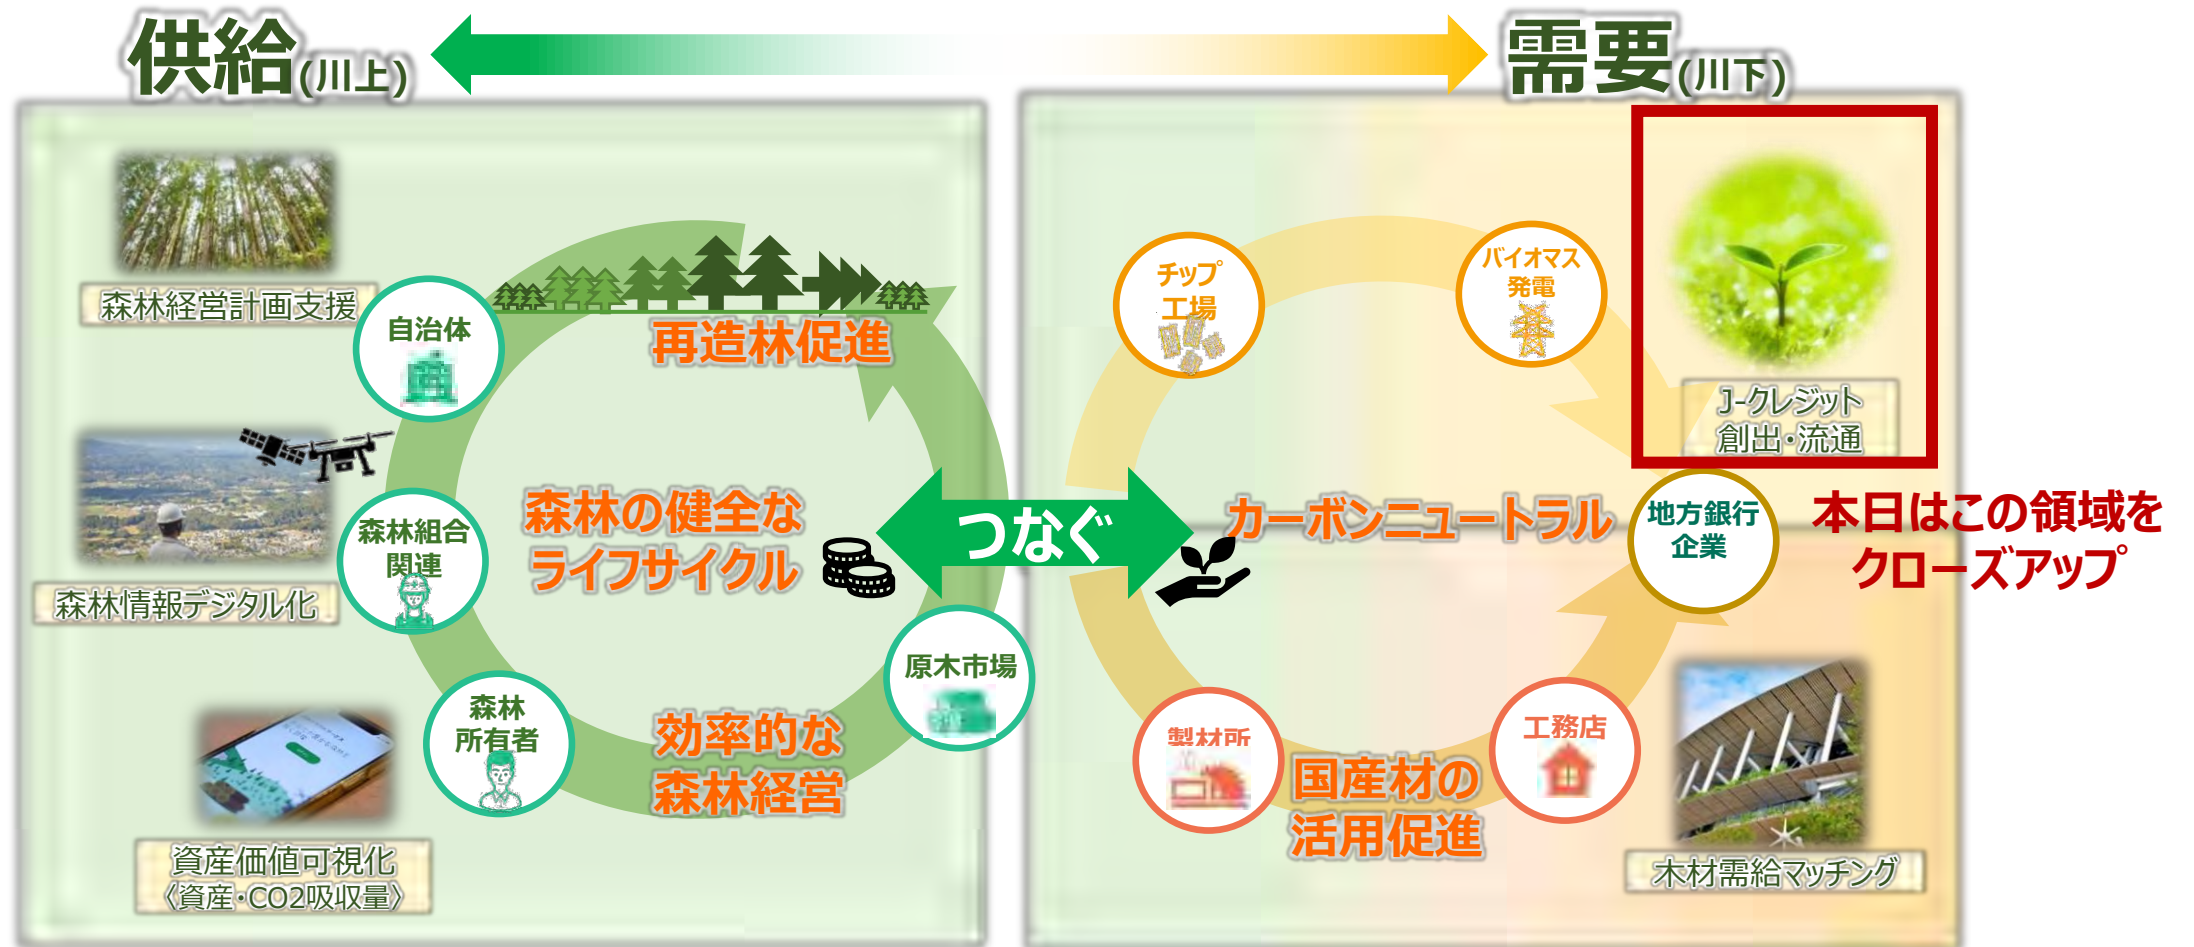 供給(川上)
需要(川下)
森林経営計画支援
自治体
再造林促進
森林情報デジタル化
森林組合
関連
森林の健全な
ライフサイクル
森林
所有者
効率的な
森林経営
原木市場
資産価値可視化
〈資産・CO2吸収量〉
つなぐ
チップ
工場
バイオマス
発電
J-クレジット
創出・流通
カーボンニュートラル
地方銀行
企業
本日はこの領域を
クローズアップ
製材所
国産材の
活用促進
工務店
木材需給マッチング